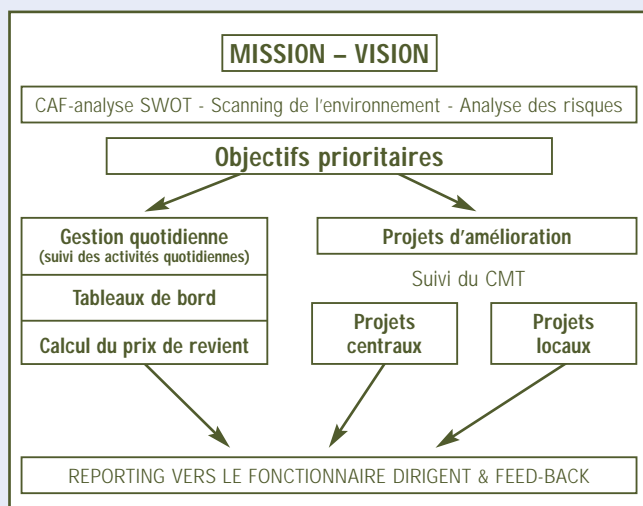 MISSION – VISION
CAF-analyse SWOT - Scanning de l'environnement - Analyse des risques
Objectifs prioritaires
Gestion quotidienne
(suivi des activités quotidiennes)
Tableaux de bord
Calcul du prix de revient
Projets d'amélioration
Suivi du CMT
Projets
centraux
Projets
locaux
REPORTING VERS LE FONCTIONNAIRE DIRIGENT & FEED-BACK